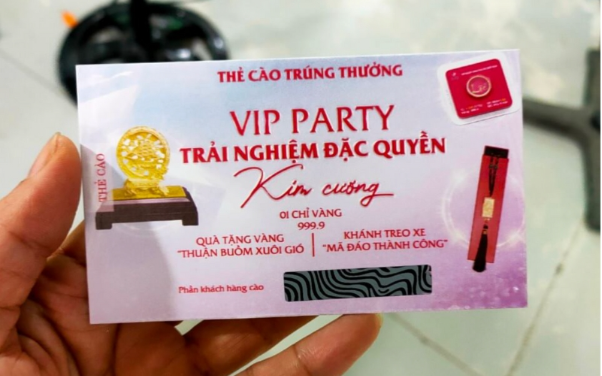 THẺ CÀO TRÚNG THƯỞNG
VIP PARTY
TRẢI NGHIỆM ĐẶC QUYỀN
Kim cương
THẺ CÀO
01 CHỈ VÀNG
999.9
QUÀ TẶNG VÀNG
"THUẬN BUỒM XUÔI GIÓ
KHÁNH TREO XE
"MÃ ĐÁO THÀNH CÔNG"
Phần khách hàng cào